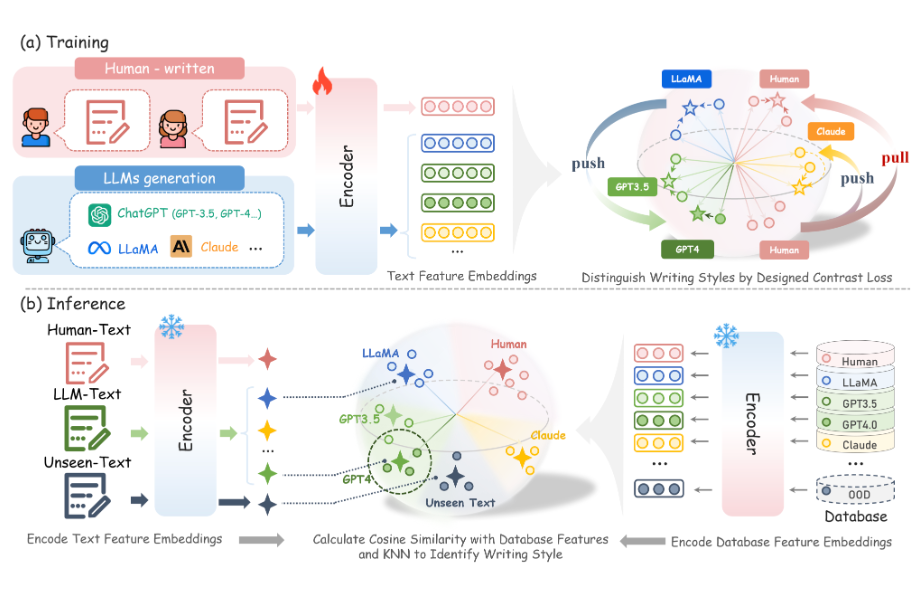 (a) Training
Human - written
LLMs generation
ChatGPT (GPT-3.5, GPT-4...)
LLaMA
Claude
...
Encoder
...
Text Feature Embeddings
LLaMA
Human
Claude
GPT3.5
GPT4
Human
push
push
pull
Distinguish Writing Styles by Designed Contrast Loss
(b) Inference
Human-Text
LLM-Text
Unseen-Text
Encoder
...
Encode Text Feature Embeddings
LLaMA
Human
GPT3.5
GPT4
Claude
Unseen Text
Calculate Cosine Similarity with Database Features
and KNN to Identify Writing Style
...
Encoder
Human
LLaMA
GPT3.5
GPT4.0
Claude
...
OOD
Database
Encode Database Feature Embeddings